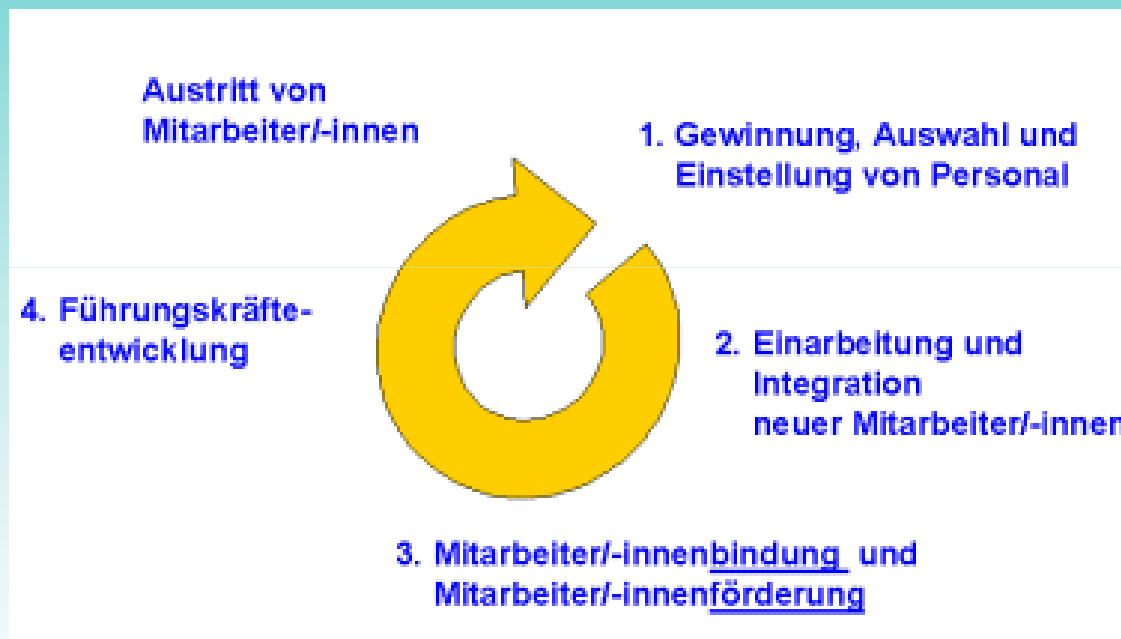 Austritt von
Mitarbeiter/-innen
1. Gewinnung, Auswahl und
Einstellung von Personal
2. Einarbeitung und
Integration
neuer Mitarbeiter/-innen
3. Mitarbeiter/-innenbindung und
Mitarbeiter/-innenförderung
4. Führungskräfte-
entwicklung